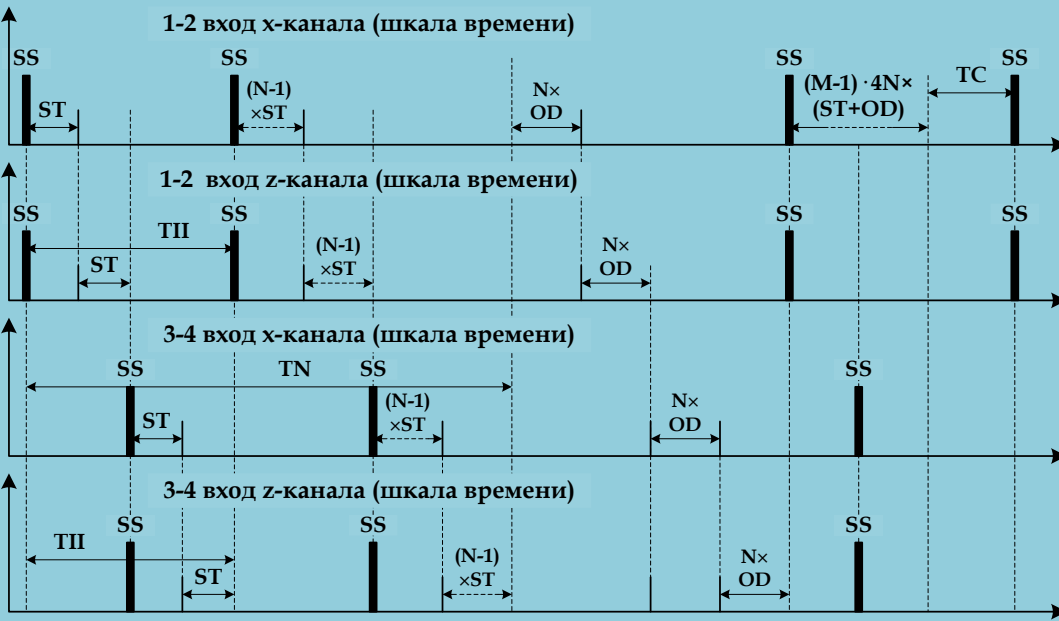 1-2 вход x-канала (шкала времени)
SS
SS
SS
SS
ST
(N-1)
×ST
N×
OD
(M-1) ·4N×
(ST+OD)
TC
1-2 вход z-канала (шкала времени)
SS
SS
SS
SS
TII
ST
(N-1)
×ST
N×
OD
3-4 вход x-канала (шкала времени)
SS
TN
SS
SS
ST
(N-1)
×ST
N×
OD
3-4 вход z-канала (шкала времени)
SS
SS
SS
TII
ST
(N-1)
×ST
N×
OD